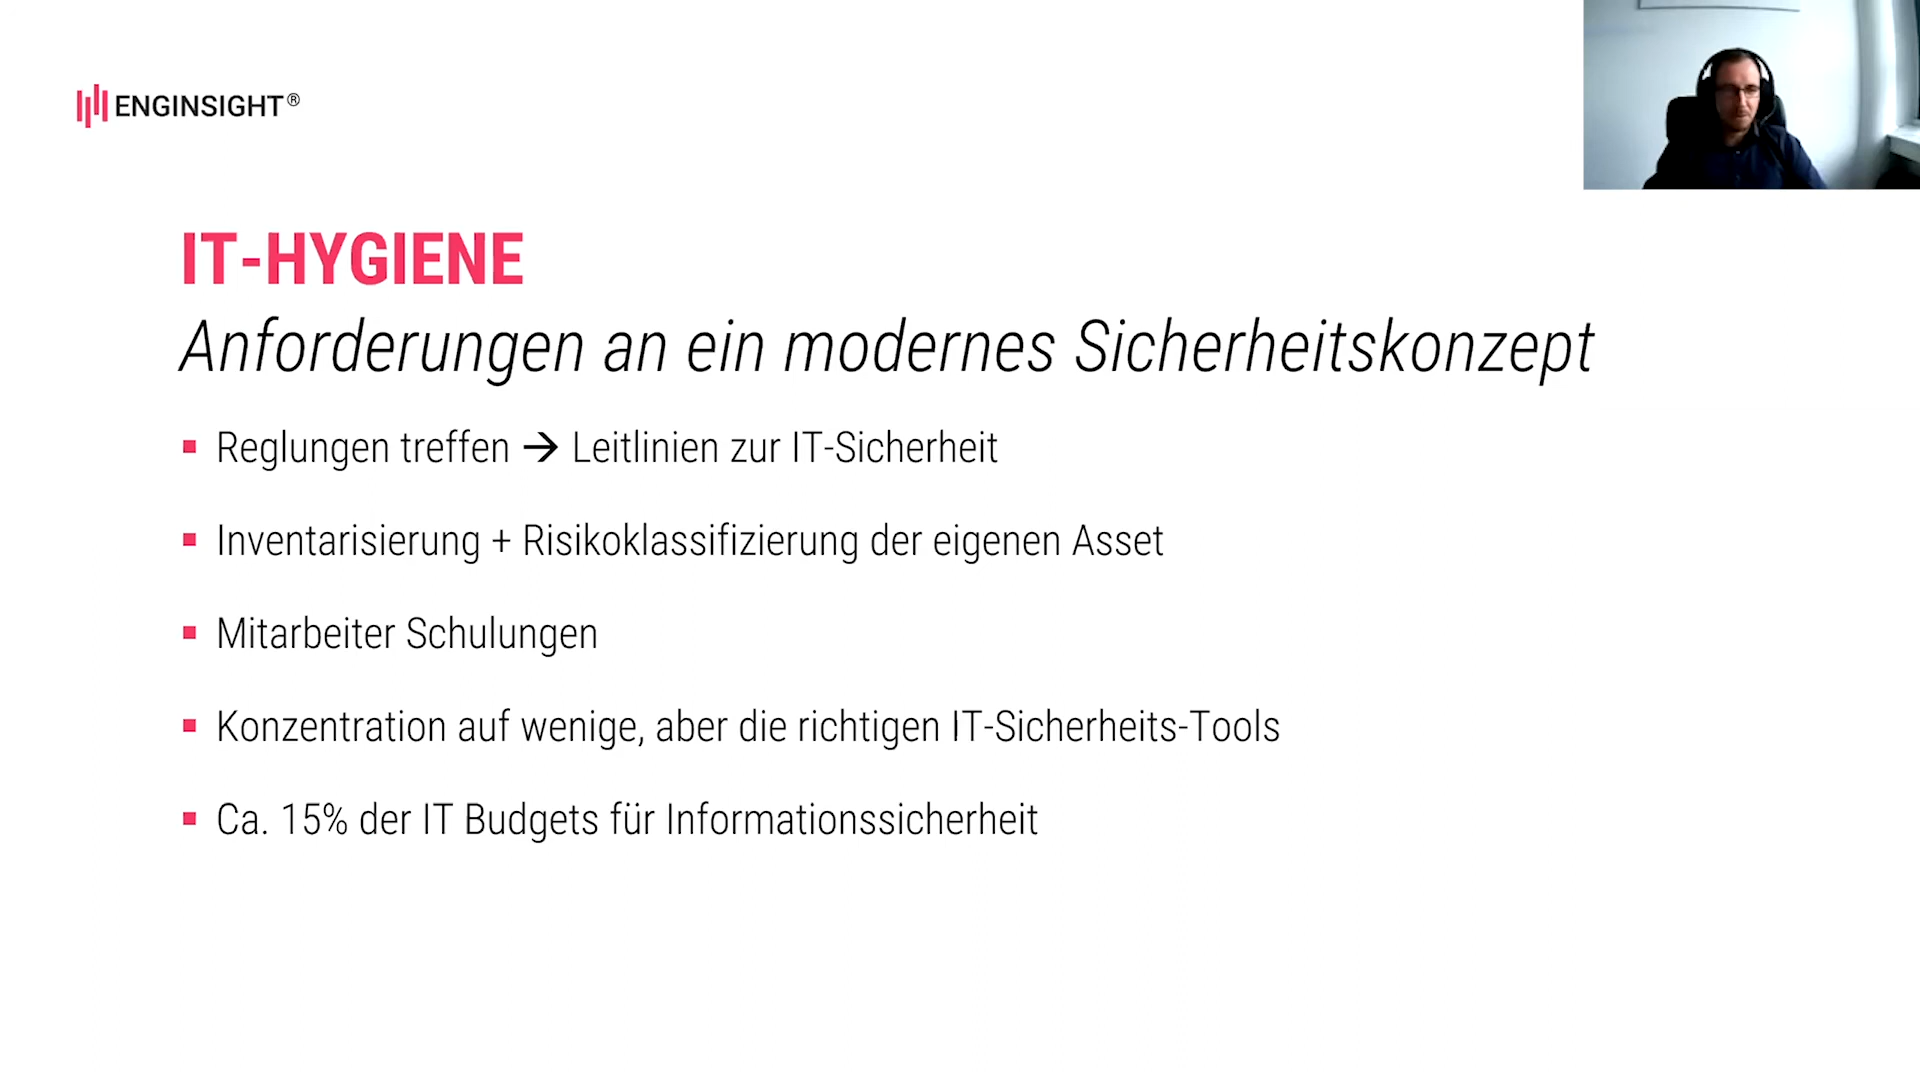 ENGINSIGHT®
IT-HYGIENE
Anforderungen an ein modernes Sicherheitskonzept
▪ Reglungen treffen → Leitlinien zur IT-Sicherheit
▪ Inventarisierung + Risikoklassifizierung der eigenen Asset
▪ Mitarbeiter Schulungen
▪ Konzentration auf wenige, aber die richtigen IT-Sicherheits-Tools
▪ Ca. 15% der IT Budgets für Informationssicherheit